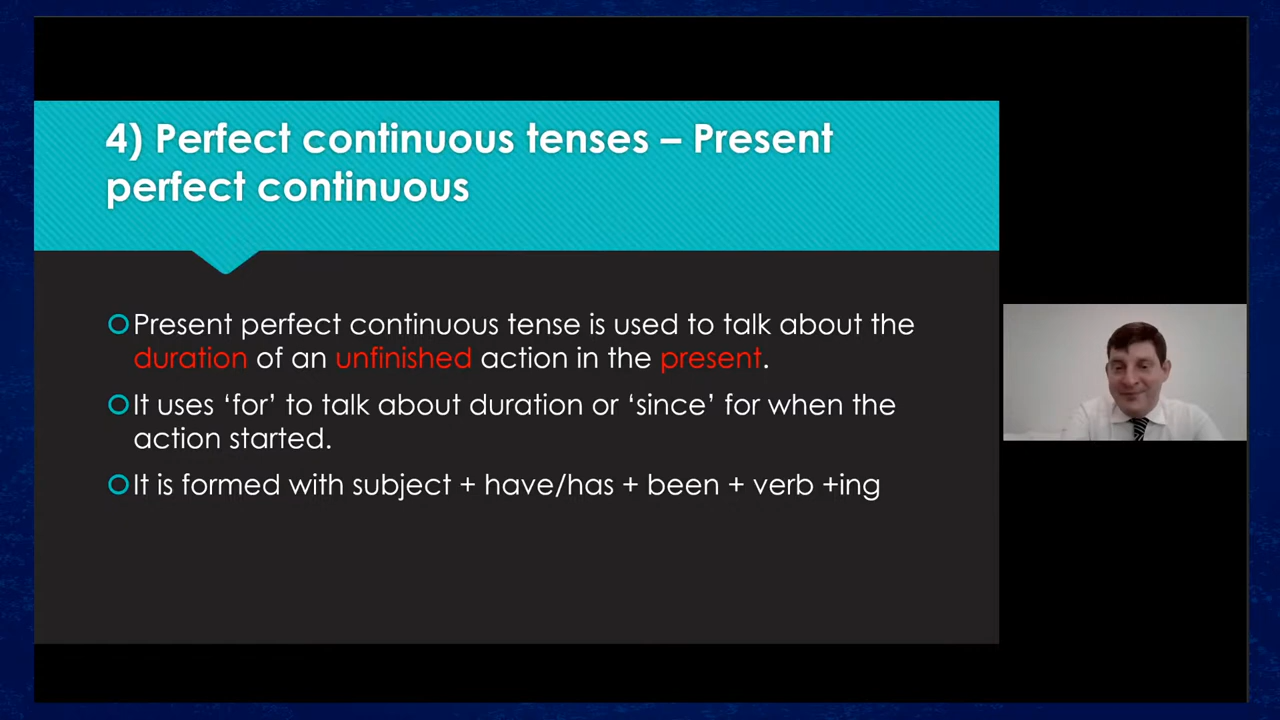 4) Perfect continuous tenses – Present
perfect continuous
Present perfect continuous tense is used to talk about the
duration of an unfinished action in the present.
It uses ‘for’ to talk about duration or ‘since’ for when the
action started.
It is formed with subject + have/has + been + verb +ing